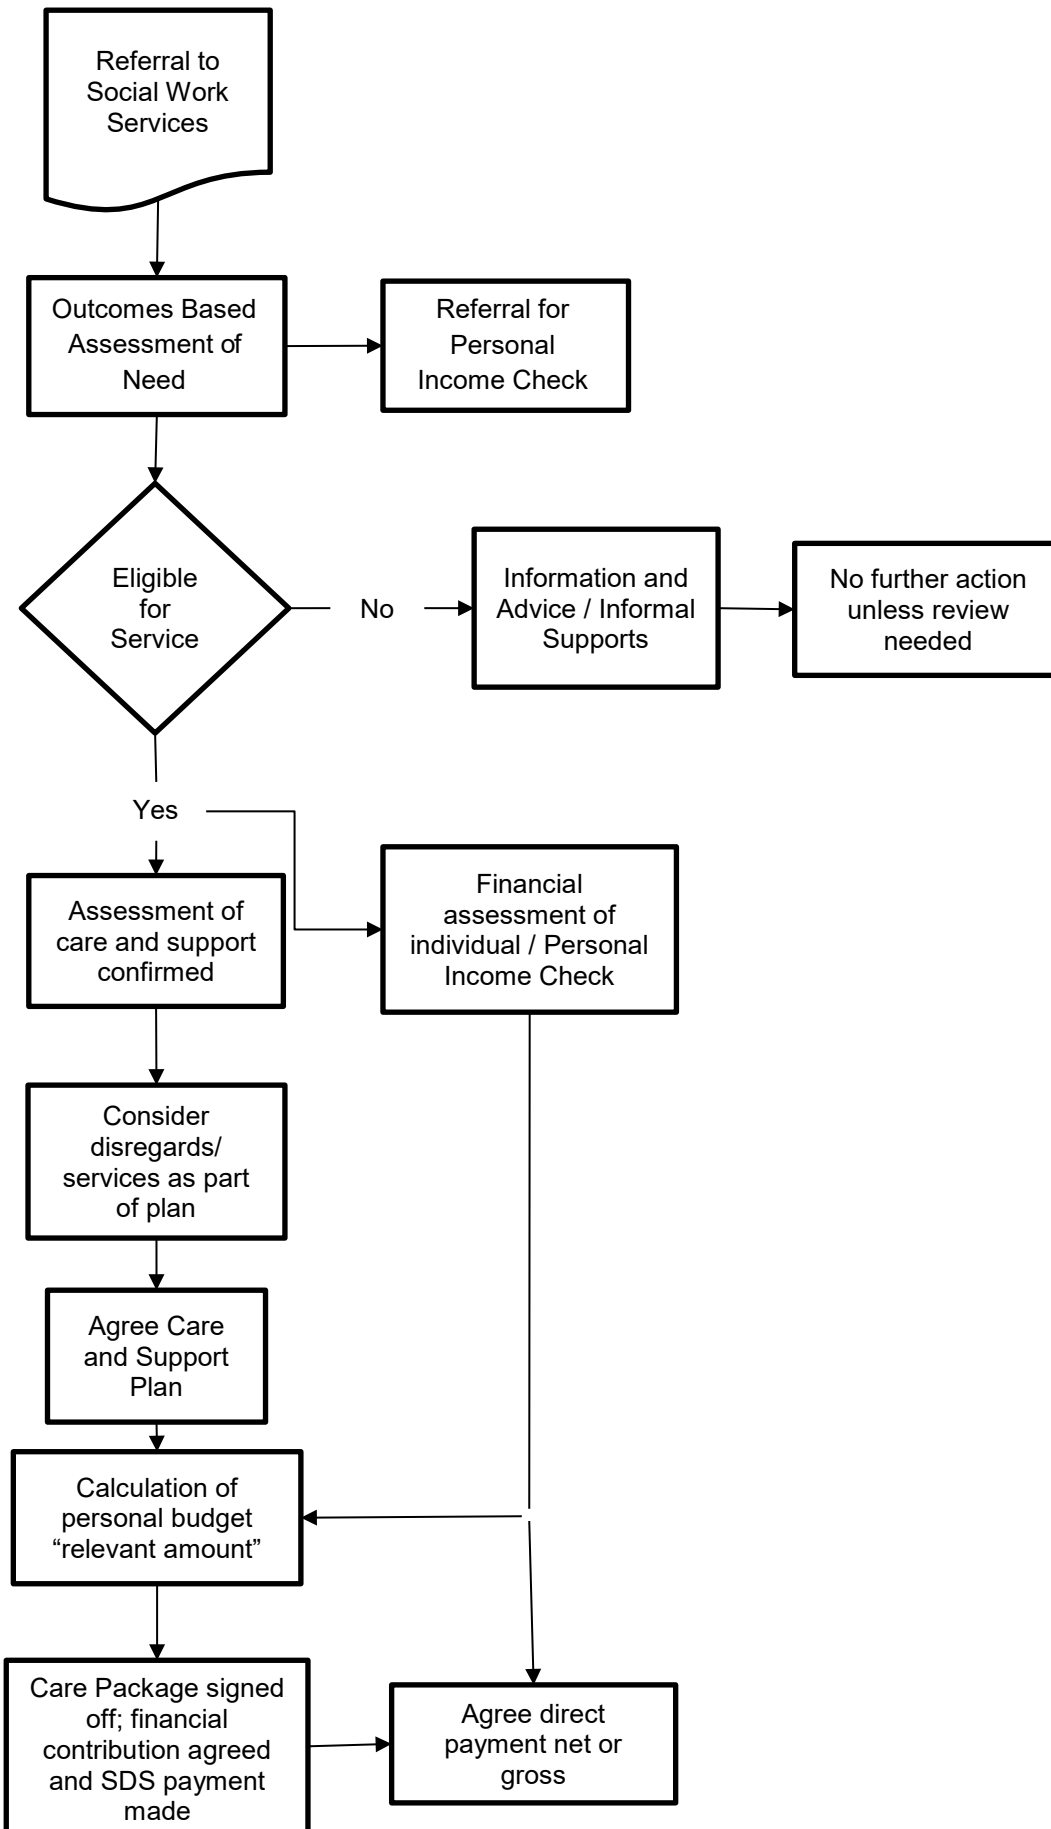 Referral to
Social Work
Services
Outcomes Based
Assessment of
Need
Referral for
Personal
Income Check
Eligible
for
Service
No
Information and
Advice / Informal
Supports
No further action
unless review
needed
Yes
Assessment of
care and support
confirmed
Financial
assessment of
individual / Personal
Income Check
Consider
disregards/
services as part
of plan
Agree Care
and Support
Plan
Calculation of
personal budget
“relevant amount”
Care Package signed
off; financial
contribution agreed
and SDS payment
made
Agree direct
payment net or
gross